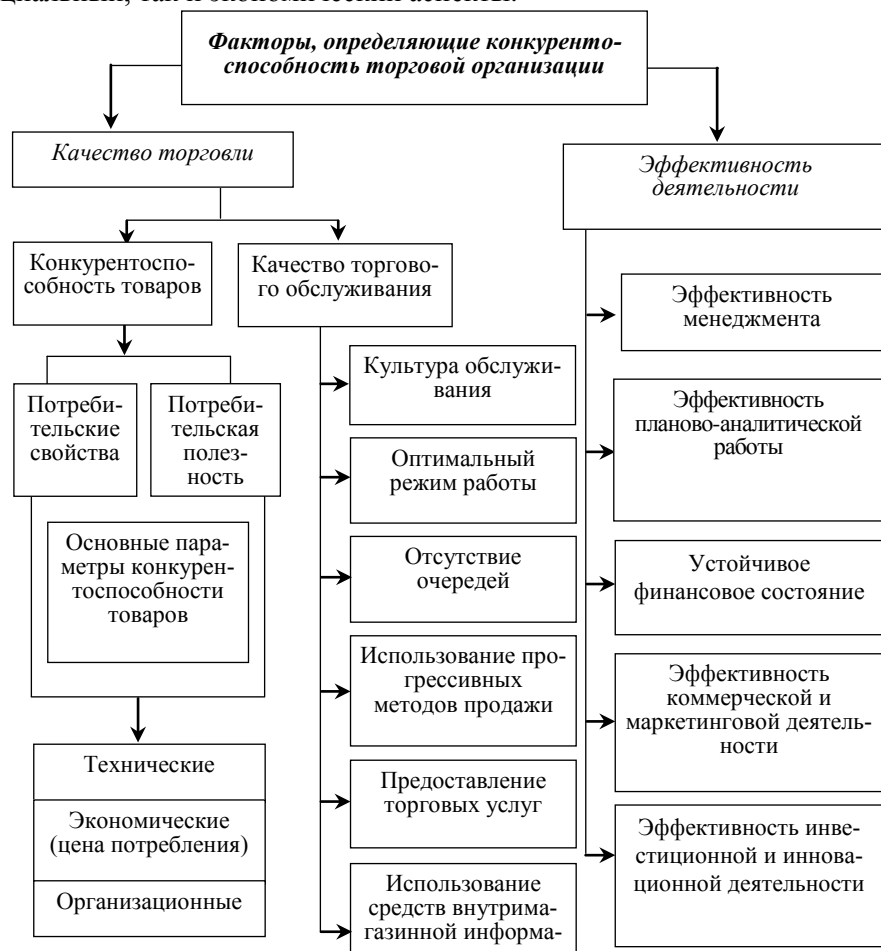 циальный, так и экономический аспекты.
Факторы, определяющие конкуренто-
способность торговой организации
Качество торговли
Эффективность
деятельности
Конкурентоспо-
собность товаров
Качество торгово-
го обслуживания
Потреби-
тельские
свойства
Потреби-
тельская
полез-
ность
Основные пара-
метры конкурен-
тоспособности
товаров
Технические
Экономические
(цена потребления)
Организационные
Культура обслужи-
вания
Оптимальный
режим работы
Отсутствие
очередей
Использование про-
грессивных
методов продажи
Предоставление
торговых услуг
Использование
средств внутрима-
газинной информа-
Эффективность
менеджмента
Эффективность
планово-аналитической
работы
Устойчивое
финансовое состояние
Эффективность
коммерческой и
маркетинговой деятель-
ности
Эффективность инве-
стиционной и иннова-
ционной деятельности